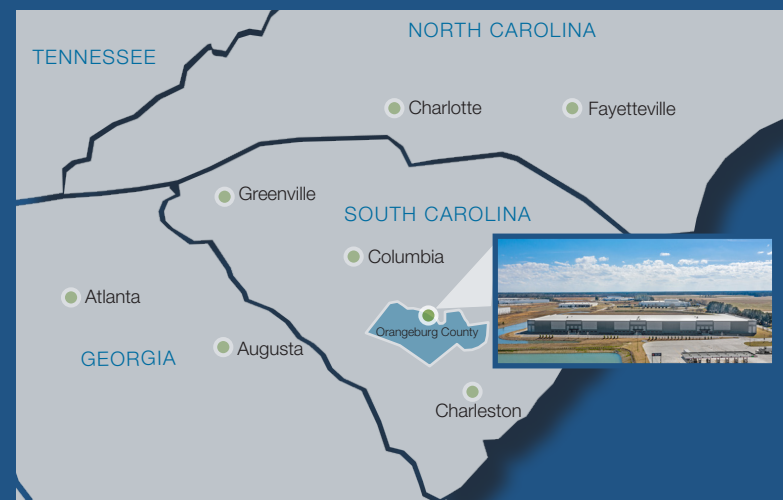 NORTH CAROLINA
TENNESSEE
Charlotte
Fayetteville
Greenville
SOUTH CAROLINA
Columbia
Atlanta
Orangeburg County
Augusta
GEORGIA
Charleston